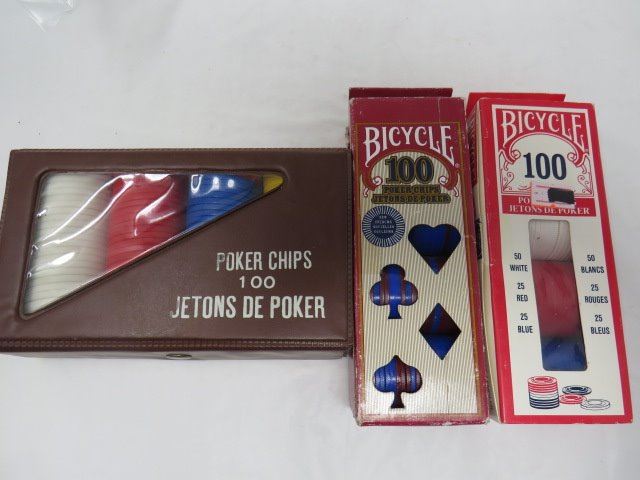 POKER CHIPS
100
JETONS DE POKER
BICYCLE
100
POKER CHIPS
JETONS DE POKER
BICYCLE
100
JETONS DE POKER
50
WHITE
25
RED
25
BLUE
50
BLANCS
25
ROUGES
25
BLEUS